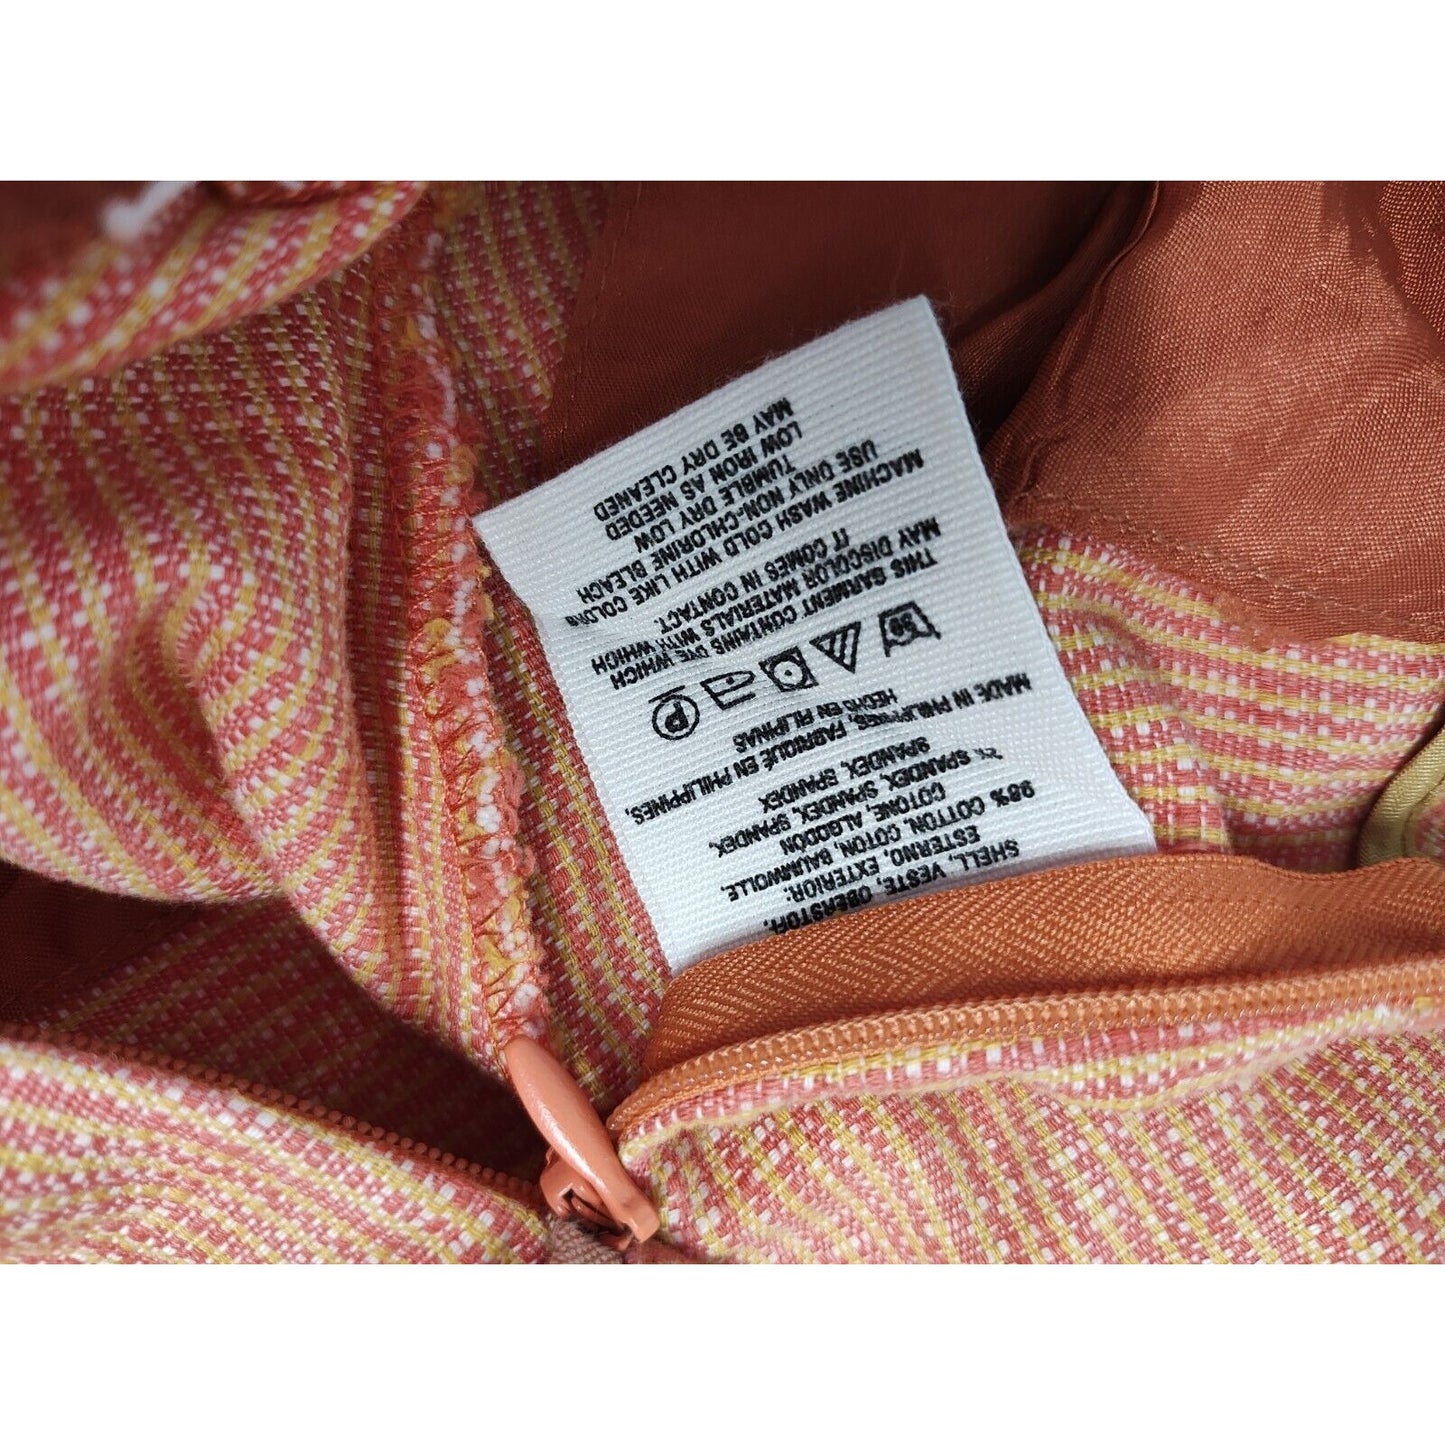 SHELL, VESTE, OBERSTOFF,
ESTERNO, EXTERIOR:
98% COTTON, COTON, BAUMWOLLE,
COTONE, ALGODÓN
2% SPANDEX, SPANDEX, SPANDEX,
SPANDEX, SPANDEX
MADE IN PHILIPPINES, FABRIQUÉ EN PHILIPPINES,
HECHO EN FILIPINAS
30
P
THIS GARMENT CONTAINS DYE WHICH
MAY DISCOLOR MATERIALS WITH WHICH
IT COMES IN CONTACT.
MACHINE WASH COLD WITH LIKE COLORS
USE ONLY NON-CHLORINE BLEACH
TUMBLE DRY LOW
LOW IRON AS NEEDED
MAY BE DRY CLEANED